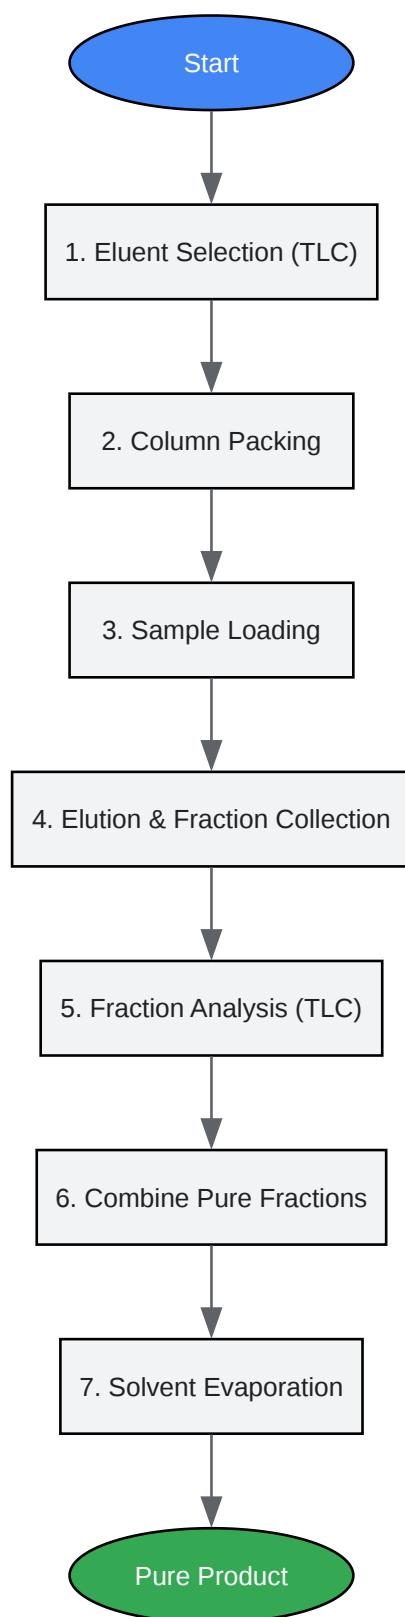 Start
1. Eluent Selection (TLC)
2. Column Packing
3. Sample Loading
4. Elution & Fraction Collection
5. Fraction Analysis (TLC)
6. Combine Pure Fractions
7. Solvent Evaporation
Pure Product